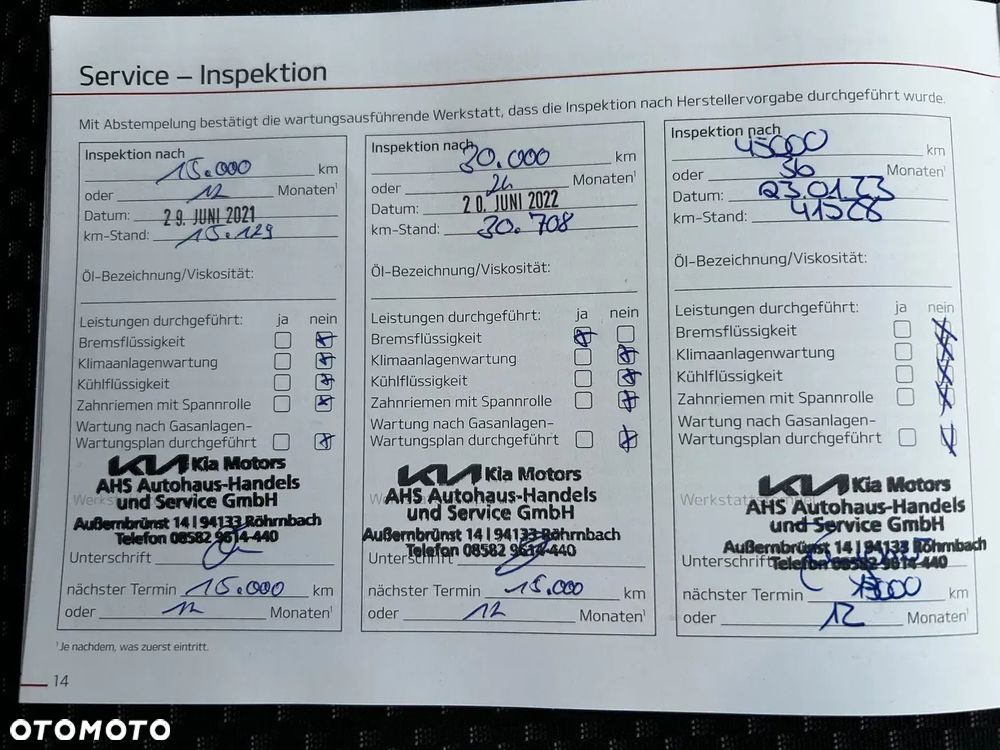 Service – Inspektion
Mit Abstempelung bestätigt die wartungsausführende Werkstatt, dass die Inspektion nach Herstellervorgabe durchgeführt wurde.
Inspektion nach 15.000 km
oder 12 Monaten¹
Datum: 29. JUNI 2021
km-Stand: 15.129
Öl-Bezeichnung/Viskosität:
Leistungen durchgeführt: ja nein
Bremsflüssigkeit
Klimaanlagenwartung
Kühlflüssigkeit
Zahnriemen mit Spannrolle
Wartung nach Gasanlagen-
Wartungsplan durchgeführt
KIA Kia Motors
AHS Autohaus-Handels
und Service GmbH
Außernbrünst 14 | 94133 Röhrnbach
Telefon 08582 9614-440
Unterschrift
nächster Termin 15.000 km
oder 12 Monaten¹
Inspektion nach 30.000 km
oder 24 Monaten¹
Datum: 20. JUNI 2022
km-Stand: 30.708
Öl-Bezeichnung/Viskosität:
Leistungen durchgeführt: ja nein
Bremsflüssigkeit
Klimaanlagenwartung
Kühlflüssigkeit
Zahnriemen mit Spannrolle
Wartung nach Gasanlagen-
Wartungsplan durchgeführt
KIA Kia Motors
AHS Autohaus-Handels
und Service GmbH
Außernbrünst 14 | 94133 Röhrnbach
Telefon 08582 9614-440
Unterschrift
nächster Termin 15.000 km
oder 12 Monaten¹
Inspektion nach 45000 km
oder 36 Monaten¹
Datum: 23.01.23
km-Stand:
Öl-Bezeichnung/Viskosität:
Leistungen durchgeführt: ja nein
Bremsflüssigkeit
Klimaanlagenwartung
Kühlflüssigkeit
Zahnriemen mit Spannrolle
Wartung nach Gasanlagen-
Wartungsplan durchgeführt
KIA Kia Motors
AHS Autohaus-Handels
und Service GmbH
Außernbrünst 14 | 94133 Röhrnbach
Telefon 08582 9614-440
Unterschrift
nächster Termin 15000 km
oder 12 Monaten¹
¹Je nachdem, was zuerst eintritt.
14
OTOMOTO